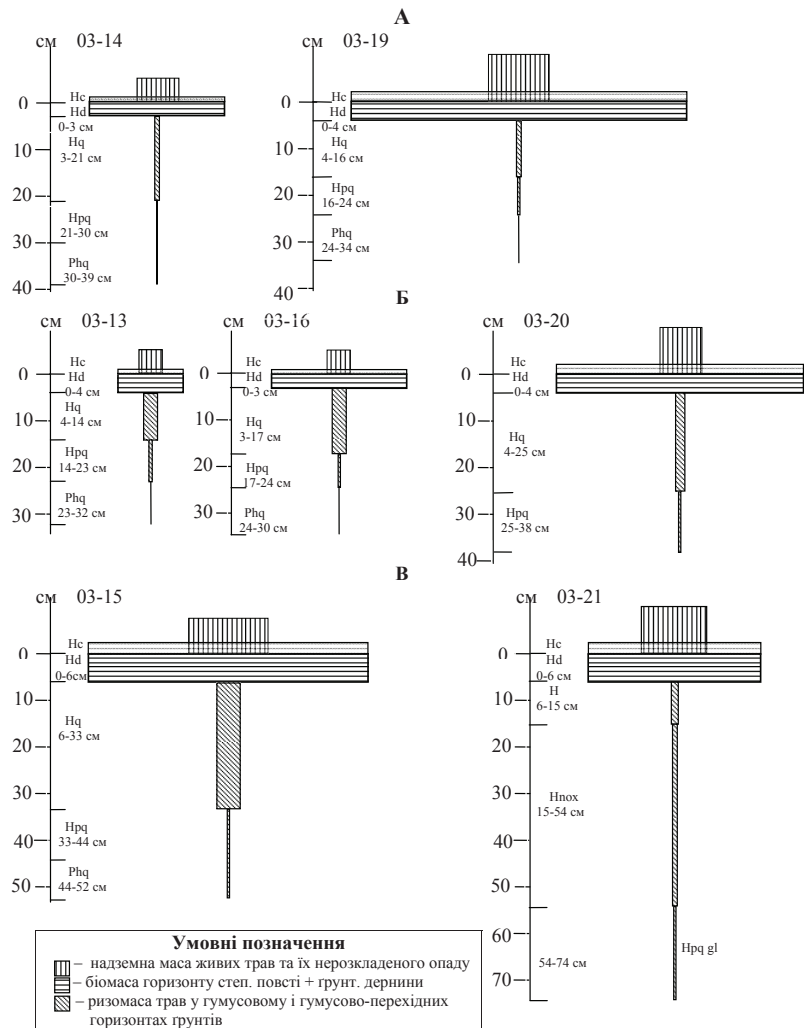 А
см 03-14
Hc
0
Hd
0-3 см
Hq
10
3-21 см
20
Hpq
21-30 см
30
Phq
30-39 см
40
см 03-19
Hc
0
Hd
0-4 см
Hq
10
4-16 см
Hpq
20
16-24 см
Phq
30
24-34 см
40
Б
см 03-13
Hc
0
Hd
0-4 см
Hq
10
4-14 см
Hpq
14-23 см
20
Phq
23-32 см
30
см 03-16
Hc
0
Hd
0-3 см
10
Hq
3-17 см
Hpq
20
17-24 см
Phq
30
24-30 см
см 03-20
Hc
0
Hd
0-4 см
10
Hq
4-25 см
20
Hpq
30
25-38 см
40
В
см 03-15
Hc
0
Hd
0-6см
10
Hq
6-33 см
20
30
Hpq
33-44 см
40
Phq
44-52 см
50
см 03-21
Hc
0
Hd
0-6 см
H
6-15 см
10
20
Hnox
15-54 см
30
40
50
60
Hpq gl
54-74 см
70
Умовні позначення
– надземна маса живих трав та їх нерозкладеного опаду
– біомаса горизонту степ. повсті + ґрунт. дернини
– ризомаса трав у гумусовому і гумусово-перехідних
горизонтах ґрунтів